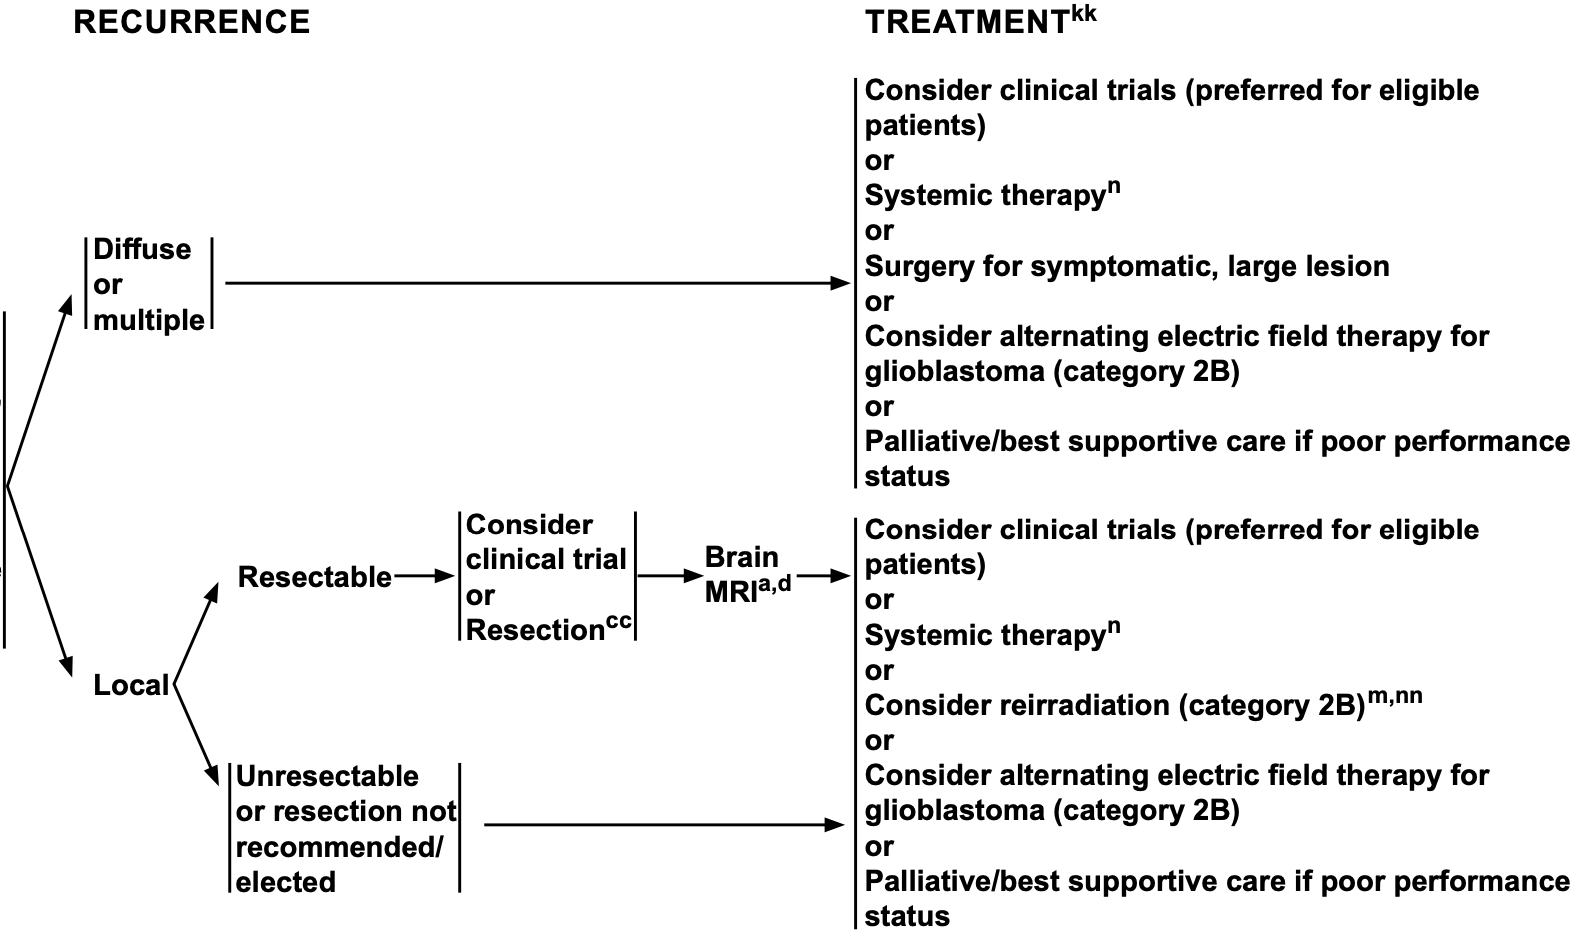 RECURRENCE
TREATMENTkk
Diffuse
or
multiple
Consider clinical trials (preferred for eligible
patients)
or
Systemic therapyn
or
Surgery for symptomatic, large lesion
or
Consider alternating electric field therapy for
glioblastoma (category 2B)
or
Palliative/best supportive care if poor performance
status
Local
Resectable
Consider
clinical trial
or
Resectioncc
Brain
MRIa,d
Unresectable
or resection not
recommended/
elected
Consider clinical trials (preferred for eligible
patients)
or
Systemic therapyn
or
Consider reirradiation (category 2B)m,nn
or
Consider alternating electric field therapy for
glioblastoma (category 2B)
or
Palliative/best supportive care if poor performance
status